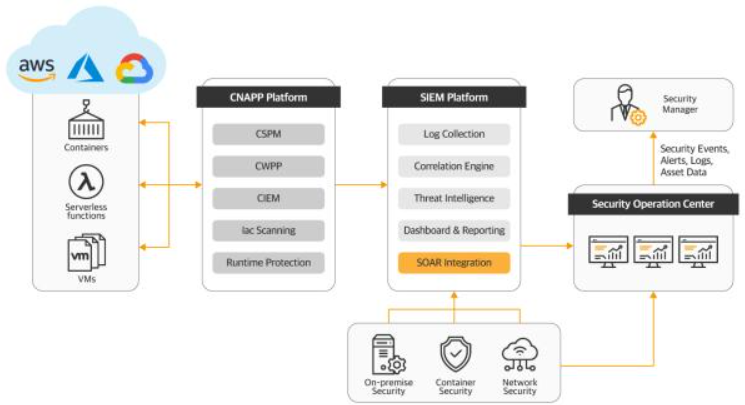 aws
Containers
Serverless
functions
vm
VMs
CNAPP Platform
CSPM
CWPP
CIEM
Iac Scanning
Runtime Protection
SIEM Platform
Log Collection
Correlation Engine
Threat Intelligence
Dashboard & Reporting
SOAR Integration
On-premise
Security
Container
Security
Network
Security
Security
Manager
Security Events,
Alerts, Logs,
Asset Data
Security Operation Center